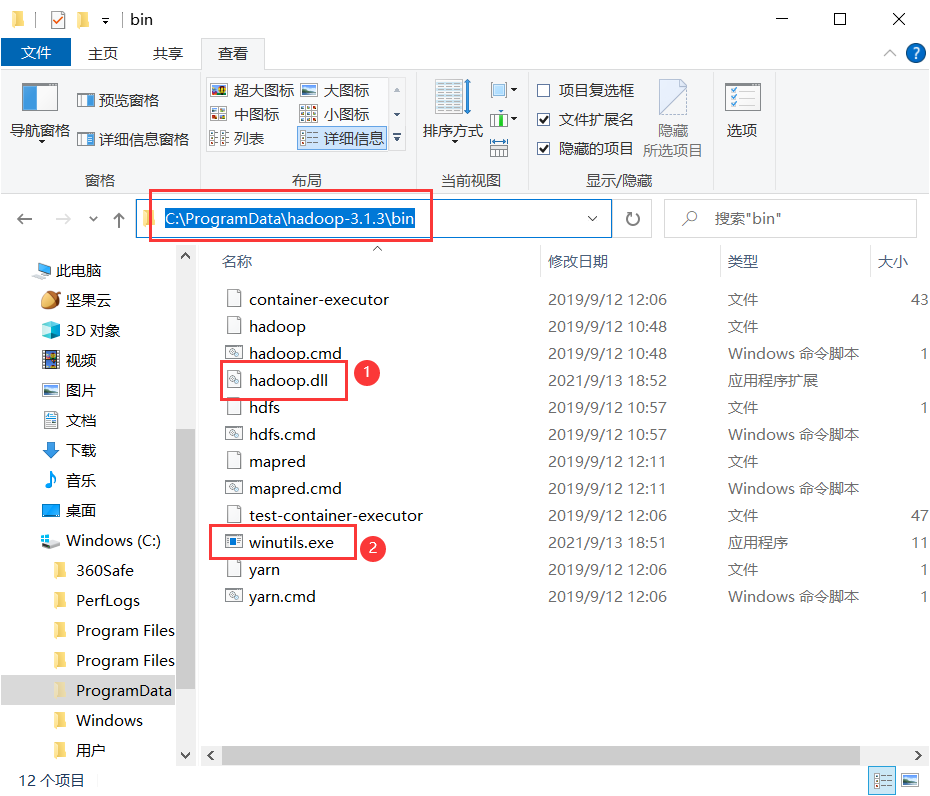 bin
文件 主页 共享 查看
导航窗格 预览窗格 详细信息窗格
窗格
超大图标 大图标
中图标 小图标
列表 详细信息
布局
排序方式
当前视图
项目复选框
文件扩展名
隐藏的项目
隐藏
所选项目
显示/隐藏
选项
C:\ProgramData\hadoop-3.1.3\bin
搜索"bin"
此电脑
坚果云
3D 对象
视频
图片
文档
下载
音乐
桌面
Windows (C:)
360Safe
PerfLogs
Program Files
Program Files
ProgramData
Windows
用户
名称 修改日期 类型 大小
container-executor 2019/9/12 12:06 文件 43
hadoop 2019/9/12 10:48 文件
hadoop.cmd 2019/9/12 10:48 Windows 命令脚本 1
hadoop.dll 1 2021/9/13 18:52 应用程序扩展
hdfs 2019/9/12 10:57 文件 1
hdfs.cmd 2019/9/12 10:57 Windows 命令脚本
mapred 2019/9/12 12:11 文件
mapred.cmd 2019/9/12 12:11 Windows 命令脚本
test-container-executor 2019/9/12 12:06 文件 47
winutils.exe 2 2021/9/13 18:51 应用程序 11
yarn 2019/9/12 12:06 文件 1
yarn.cmd 2019/9/12 12:06 Windows 命令脚本 1
12 个项目